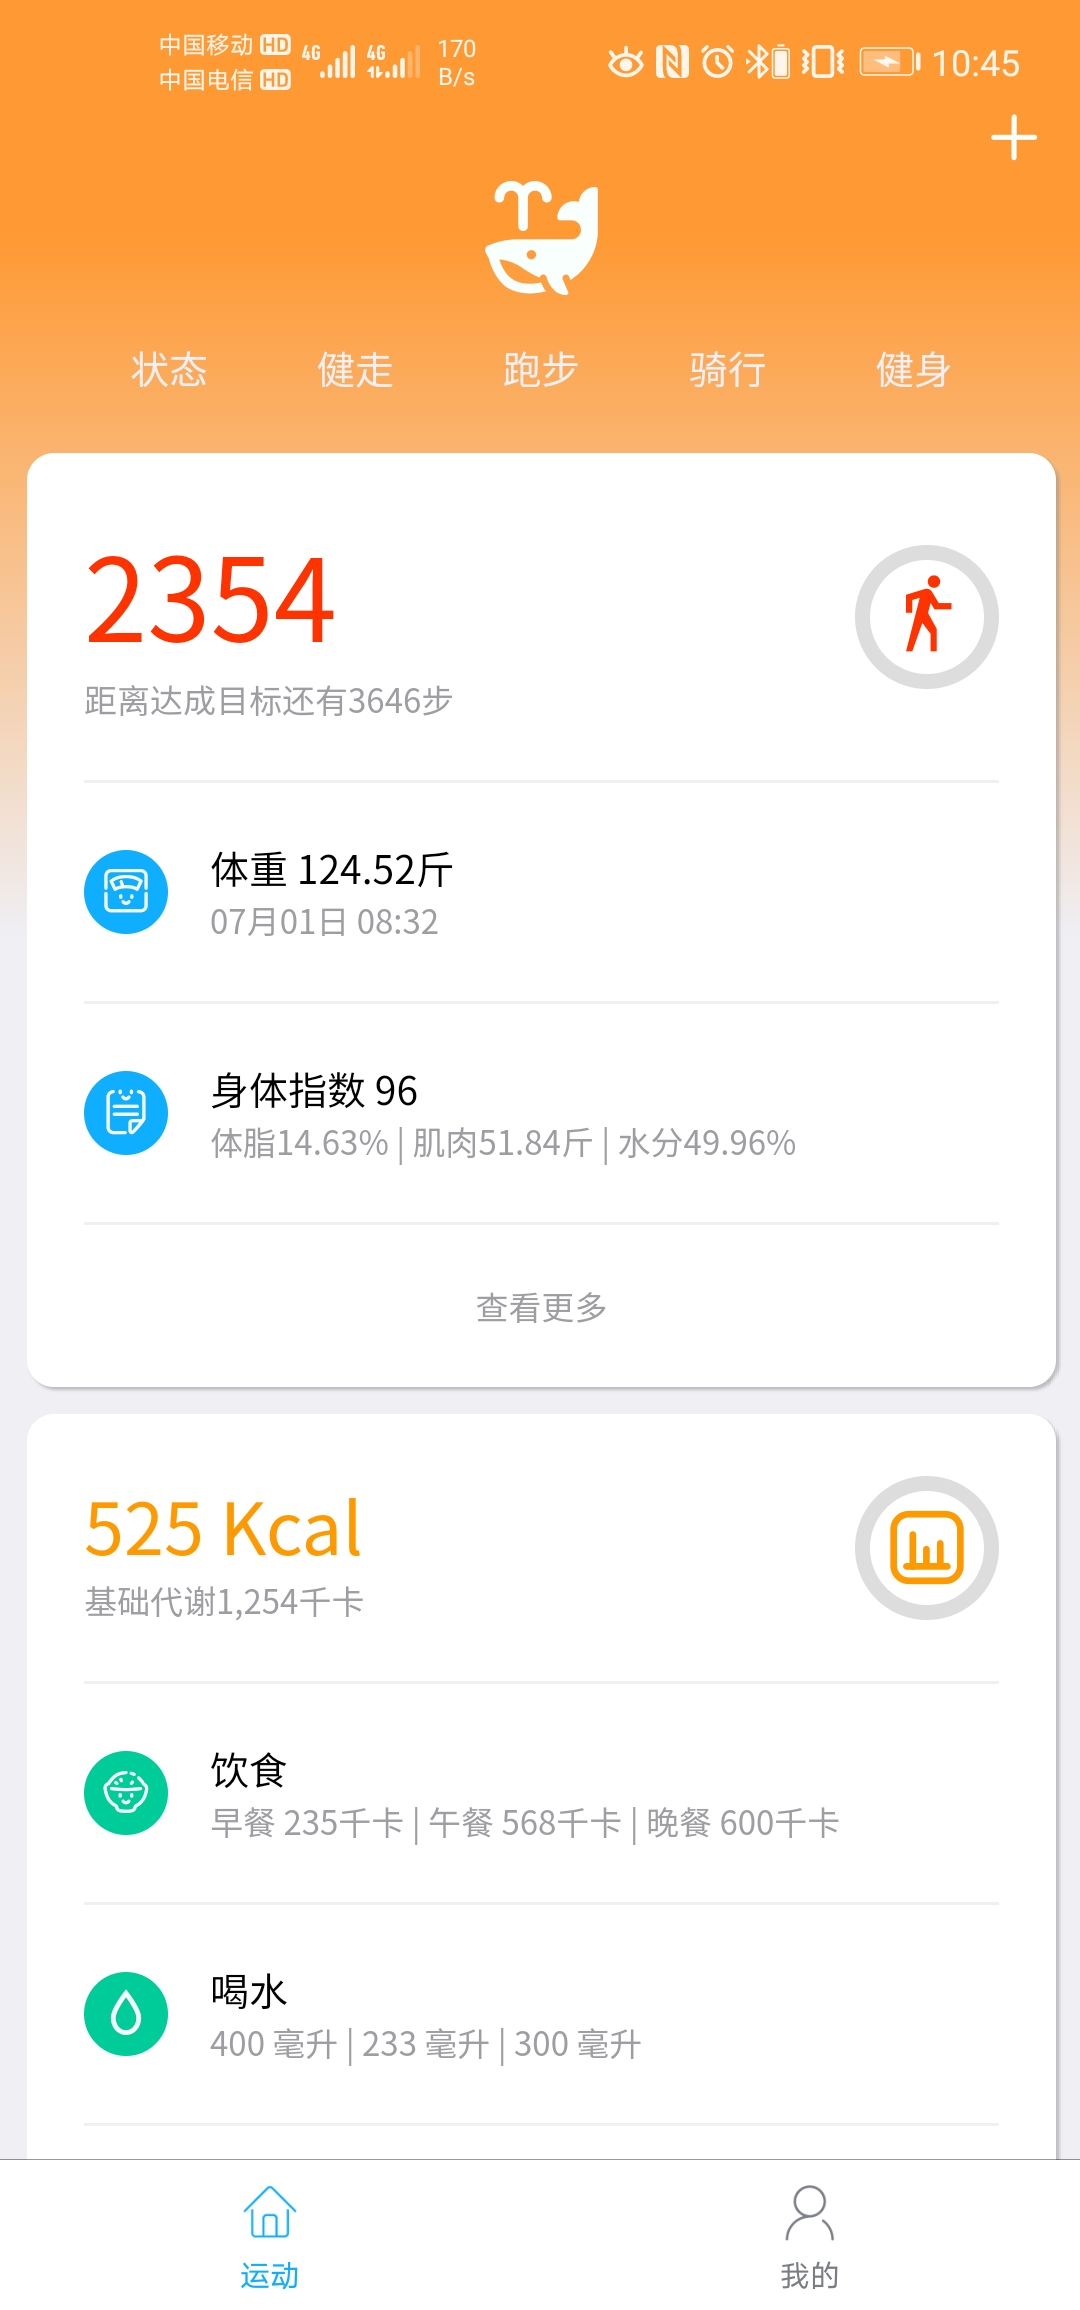 中国移动 HD 4G 4G 170 10:45
中国电信 HD B/s
状态 健走 跑步 骑行 健身
2354
距离达成目标还有3646步
体重 124.52斤
07月01日 08:32
身体指数 96
体脂14.63% | 肌肉51.84斤 | 水分49.96%
查看更多
525 Kcal
基础代谢1,254千卡
饮食
早餐 235千卡 | 午餐 568千卡 | 晚餐 600千卡
喝水
400 毫升 | 233 毫升 | 300 毫升
运动 我的